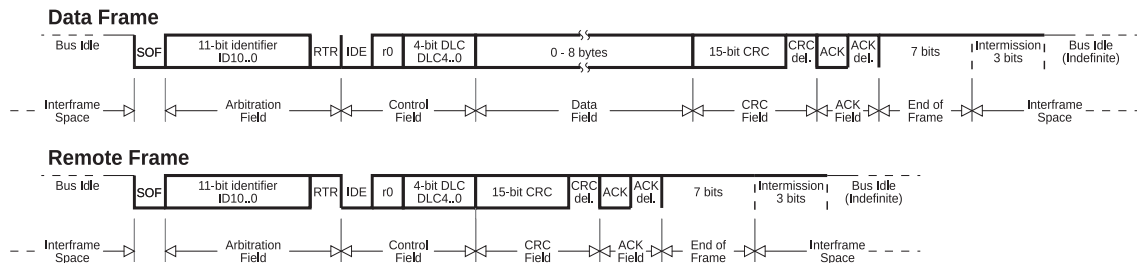 Data Frame
Bus Idle SOF 11-bit identifier ID10..0 RTR IDE r0 4-bit DLC DLC4..0 0 - 8 bytes 15-bit CRC CRC del. ACK ACK del. 7 bits Intermission 3 bits Bus Idle (Indefinite)
Interframe Space Arbitration Field Control Field Data Field CRC Field ACK Field End of Frame Interframe Space
Remote Frame
Bus Idle SOF 11-bit identifier ID10..0 RTR IDE r0 4-bit DLC DLC4..0 15-bit CRC CRC del. ACK ACK del. 7 bits Intermission 3 bits Bus Idle (Indefinite)
Interframe Space Arbitration Field Control Field CRC Field ACK Field End of Frame Interframe Space